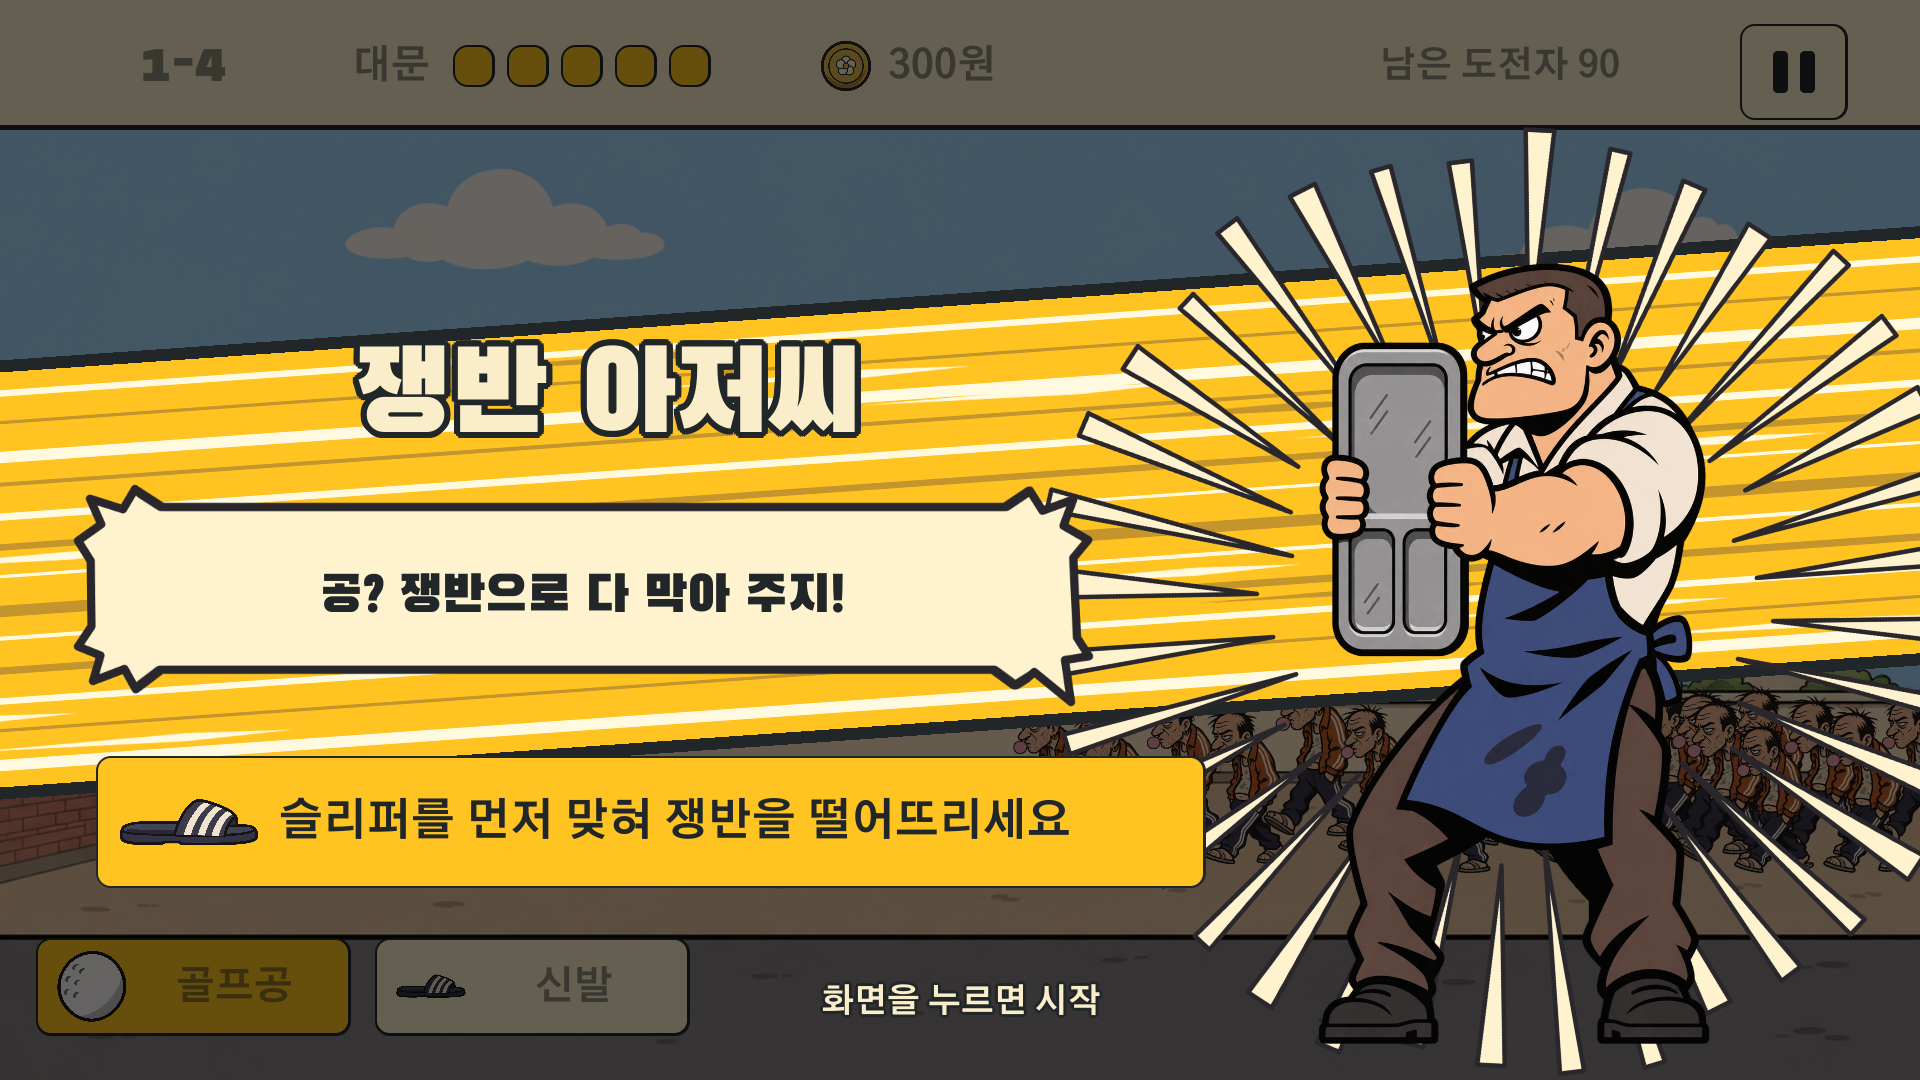 1-4
대문
300원
남은 도전자 90
쟁반 아저씨
공? 쟁반으로 다 막아 주지!
슬리퍼를 먼저 맞혀 쟁반을 떨어뜨리세요
골프공
신발
화면을 누르면 시작